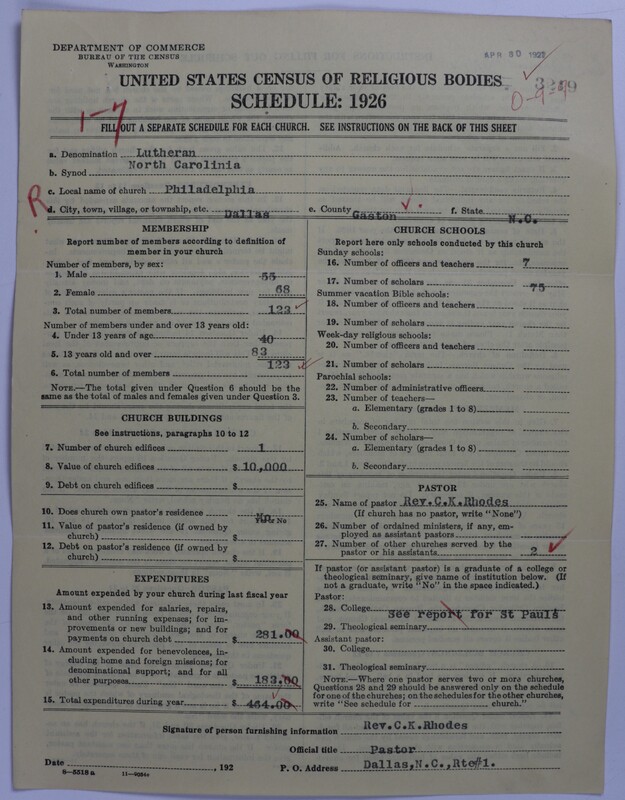 DEPARTMENT OF COMMERCE
BUREAU OF THE CENSUS
WASHINGTON
APR 30 1927
UNITED STATES CENSUS OF RELIGIOUS BODIES
SCHEDULE: 1926
1-7
FILL OUT A SEPARATE SCHEDULE FOR EACH CHURCH. SEE INSTRUCTIONS ON THE BACK OF THIS SHEET
a. Denomination Lutheran
b. Synod North Carolinia
c. Local name of church Philadelphia
R
d. City, town, village, or township, etc. Dallas e. County Gaston f. State N.C.
MEMBERSHIP
Report number of members according to definition of
member in your church
Number of members, by sex:
1. Male 55
2. Female 68
3. Total number of members 123
Number of members under and over 13 years old:
4. Under 13 years of age 40
5. 13 years old and over 83
6. Total number of members 123
NOTE.—The total given under Question 6 should be the
same as the total of males and females given under Question 3.
CHURCH BUILDINGS
See instructions, paragraphs 10 to 12
7. Number of church edifices 1
8. Value of church edifices $10,000
9. Debt on church edifices $
10. Does church own pastor's residence No
Yes or No
11. Value of pastor's residence (if owned by
church) $
12. Debt on pastor's residence (if owned by
church) $
EXPENDITURES
Amount expended by church during last fiscal year
13. Amount expended for salaries, repairs,
and other running expenses; for im-
provements or new buildings; and for
payments on church debt $ 281.00
14. Amount expended for benevolences, in-
cluding home and foreign missions; for
denominational support; and for all
other purposes $ 183.00
15. Total expenditures during year $ 464.00
CHURCH SCHOOLS
Report here only schools conducted by this church
Sunday schools:
16. Number of officers and teachers 7
17. Number of scholars 75
Summer vacation Bible schools:
18. Number of officers and teachers
19. Number of scholars
Week-day religious schools:
20. Number of officers and teachers
21. Number of scholars
Parochial schools:
22. Number of administrative officers
23. Number of teachers—
a. Elementary (grades 1 to 8)
b. Secondary
24. Number of scholars—
a. Elementary (grades 1 to 8)
b. Secondary
PASTOR
25. Name of pastor Rev.C.K.Rhodes
(If church has no pastor, write "None")
26. Number of ordained ministers, if any, em-
ployed as assistant pastors
27. Number of other churches served by the
pastor or his assistants 2
If pastor (or assistant pastor) is a graduate of a college or
theological seminary, give name of institution below. (If
not a graduate, write "No" in the space indicated.)
Pastor:
28. College
See report for St Pauls
29. Theological seminary
Assistant pastor:
30. College
31. Theological seminary
NOTE.—Where one pastor serves two or more churches,
Questions 28 and 29 should be answered only on the schedule
for one of the churches; on the schedules for the other churches,
write "See schedule for church."
Signature of person furnishing information Rev.C.K.Rhodes
Official title Pastor
Date , 192 P. O. Address Dallas,N.C.,Rte#1.
8-5518 a